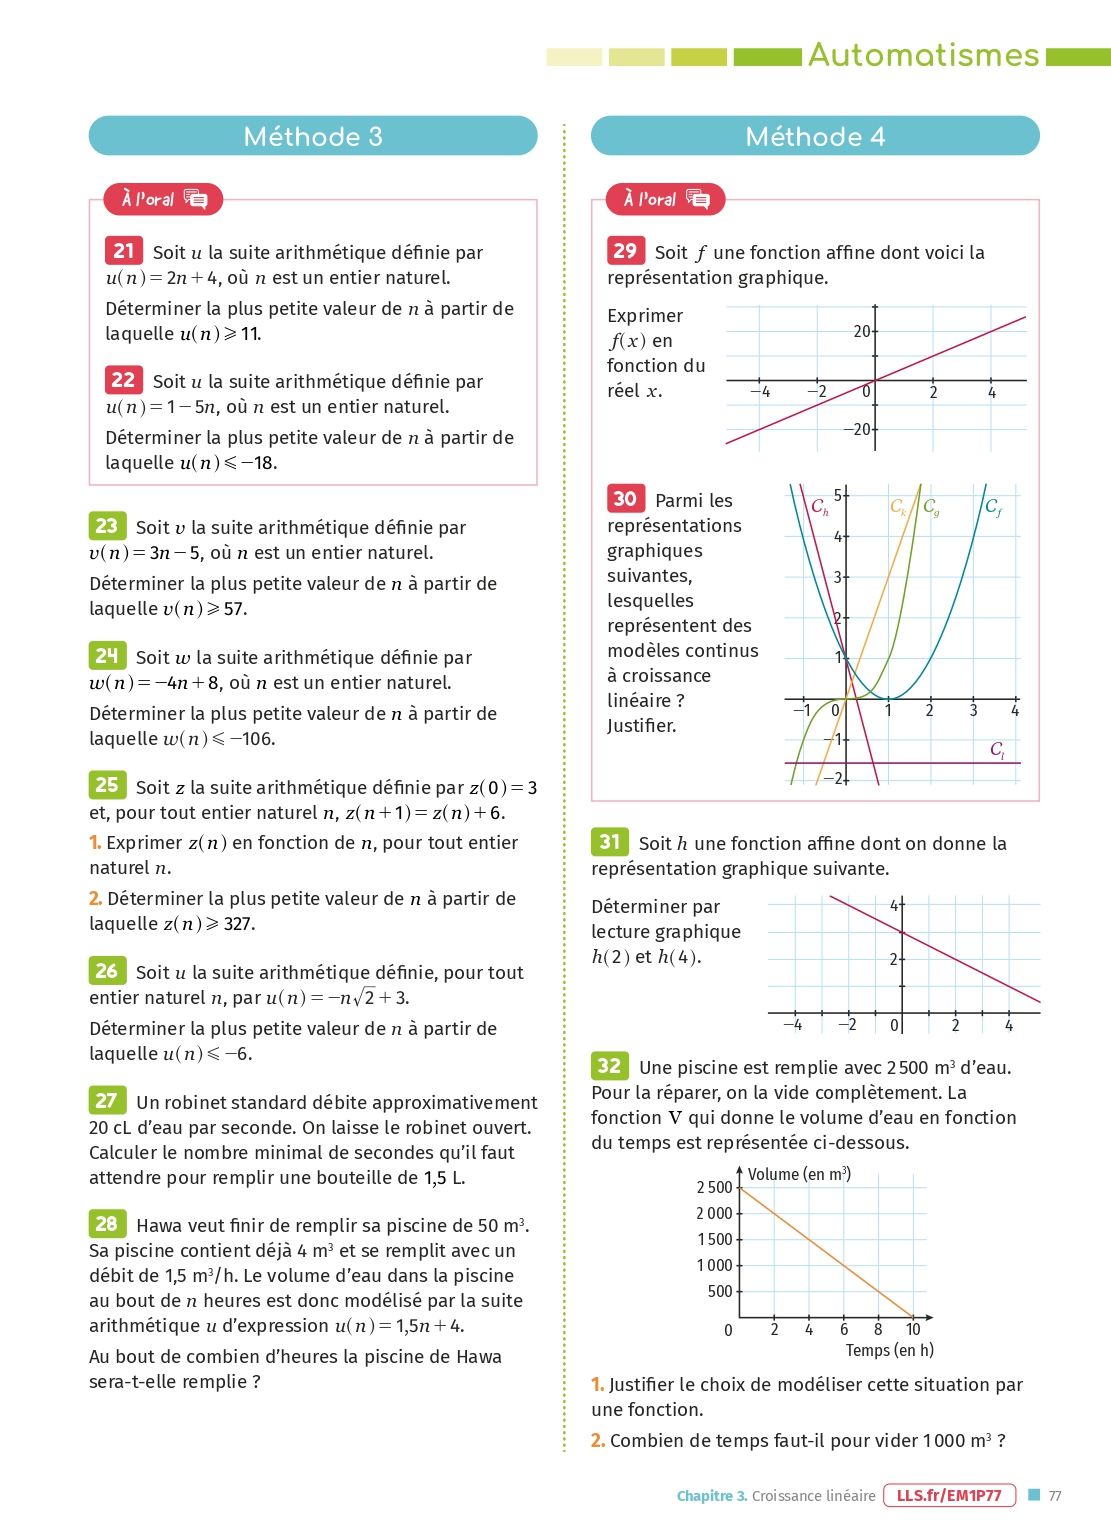 Automatismes
Méthode 3
À l'oral
21 Soit u la suite arithmétique définie par
u(n) = 2n + 4, où n est un entier naturel.
Déterminer la plus petite valeur de n à partir de
laquelle u(n) ⩾ 11.
22 Soit u la suite arithmétique définie par
u(n) = 1 − 5n, où n est un entier naturel.
Déterminer la plus petite valeur de n à partir de
laquelle u(n) ⩽ −18.
23 Soit v la suite arithmétique définie par
v(n) = 3n − 5, où n est un entier naturel.
Déterminer la plus petite valeur de n à partir de
laquelle v(n) ⩾ 57.
24 Soit w la suite arithmétique définie par
w(n) = −4n + 8, où n est un entier naturel.
Déterminer la plus petite valeur de n à partir de
laquelle w(n) ⩽ −106.
25 Soit z la suite arithmétique définie par z(0) = 3
et, pour tout entier naturel n, z(n + 1) = z(n) + 6.
1. Exprimer z(n) en fonction de n, pour tout entier
naturel n.
2. Déterminer la plus petite valeur de n à partir de
laquelle z(n) ⩾ 327.
26 Soit u la suite arithmétique définie, pour tout
entier naturel n, par u(n) = −n√2 + 3.
Déterminer la plus petite valeur de n à partir de
laquelle u(n) ⩽ −6.
27 Un robinet standard débite approximativement
20 cL d'eau par seconde. On laisse le robinet ouvert.
Calculer le nombre minimal de secondes qu'il faut
attendre pour remplir une bouteille de 1,5 L.
28 Hawa veut finir de remplir sa piscine de 50 m³.
Sa piscine contient déjà 4 m³ et se remplit avec un
débit de 1,5 m³/h. Le volume d'eau dans la piscine
au bout de n heures est donc modélisé par la suite
arithmétique u d'expression u(n) = 1,5n + 4.
Au bout de combien d'heures la piscine de Hawa
sera-t-elle remplie ?
Méthode 4
À l'oral
29 Soit f une fonction affine dont voici la
représentation graphique.
Exprimer
f(x) en
fonction du
réel x.
20
−4 −2 0 2 4
−20
30 Parmi les
représentations
graphiques
suivantes,
lesquelles
représentent des
modèles continus
à croissance
linéaire ?
Justifier.
5
Ch Ck Cg Cf
4
3
2
1
−1 0 1 2 3 4
−1
Cl
−2
31 Soit h une fonction affine dont on donne la
représentation graphique suivante.
Déterminer par
lecture graphique
h(2) et h(4).
4
2
−4 −2 0 2 4
32 Une piscine est remplie avec 2 500 m³ d'eau.
Pour la réparer, on la vide complètement. La
fonction V qui donne le volume d'eau en fonction
du temps est représentée ci-dessous.
Volume (en m³)
2 500
2 000
1 500
1 000
500
0 2 4 6 8 10
Temps (en h)
1. Justifier le choix de modéliser cette situation par
une fonction.
2. Combien de temps faut-il pour vider 1 000 m³ ?
Chapitre 3. Croissance linéaire LLS.fr/EM1P77 77